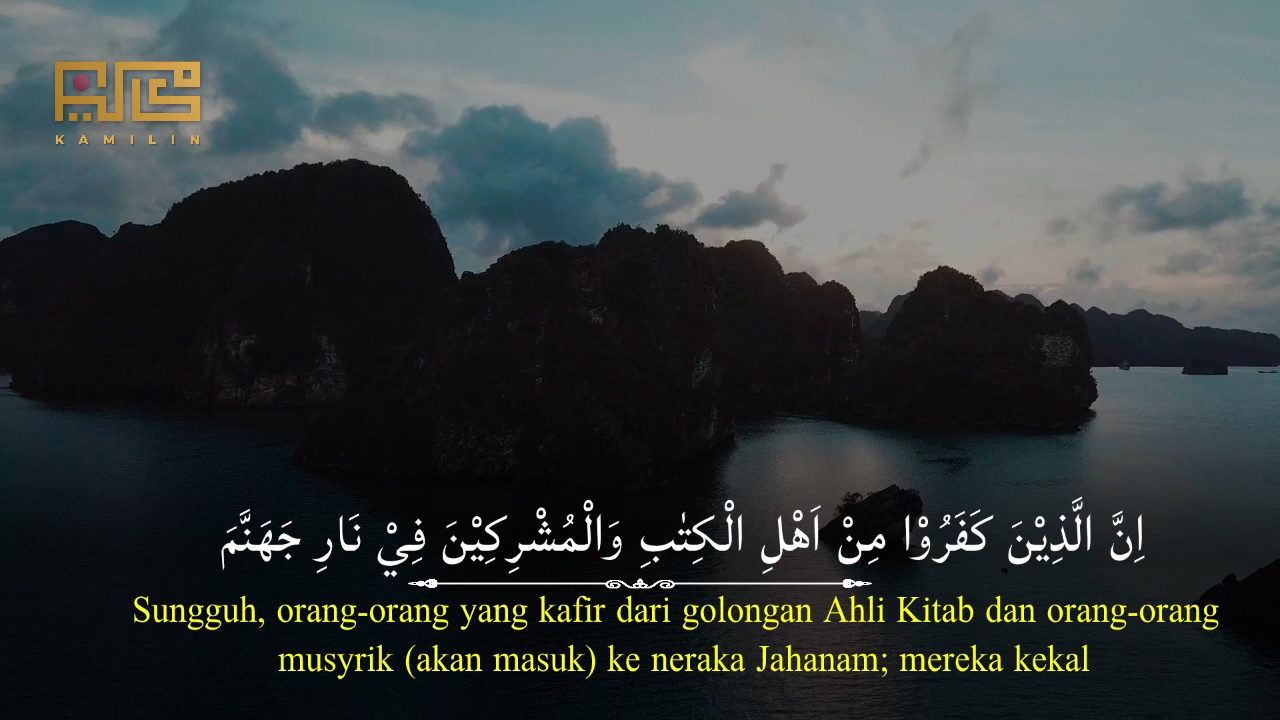 KAMILIN
اِنَّ الَّذِيْنَ كَفَرُوْا مِنْ اَهْلِ الْكِتٰبِ وَالْمُشْرِكِيْنَ فِيْ نَارِ جَهَنَّمَ
Sungguh, orang-orang yang kafir dari golongan Ahli Kitab dan orang-orang
musyrik (akan masuk) ke neraka Jahanam; mereka kekal